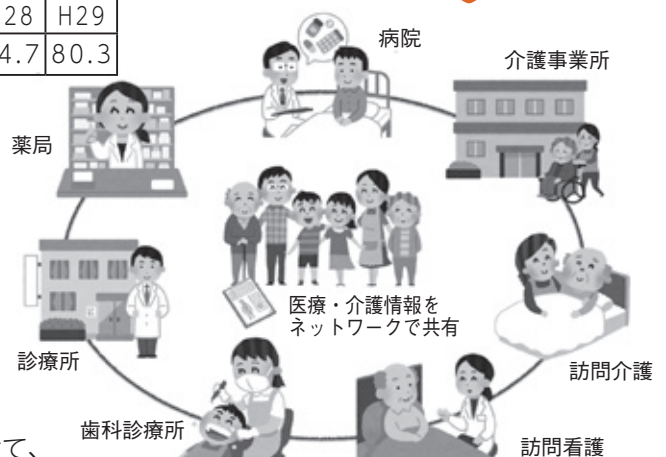 28 H29
4.7 80.3
病院
介護事業所
薬局
医療・介護情報を
ネットワークで共有
診療所
訪問介護
歯科診療所
訪問看護
て、